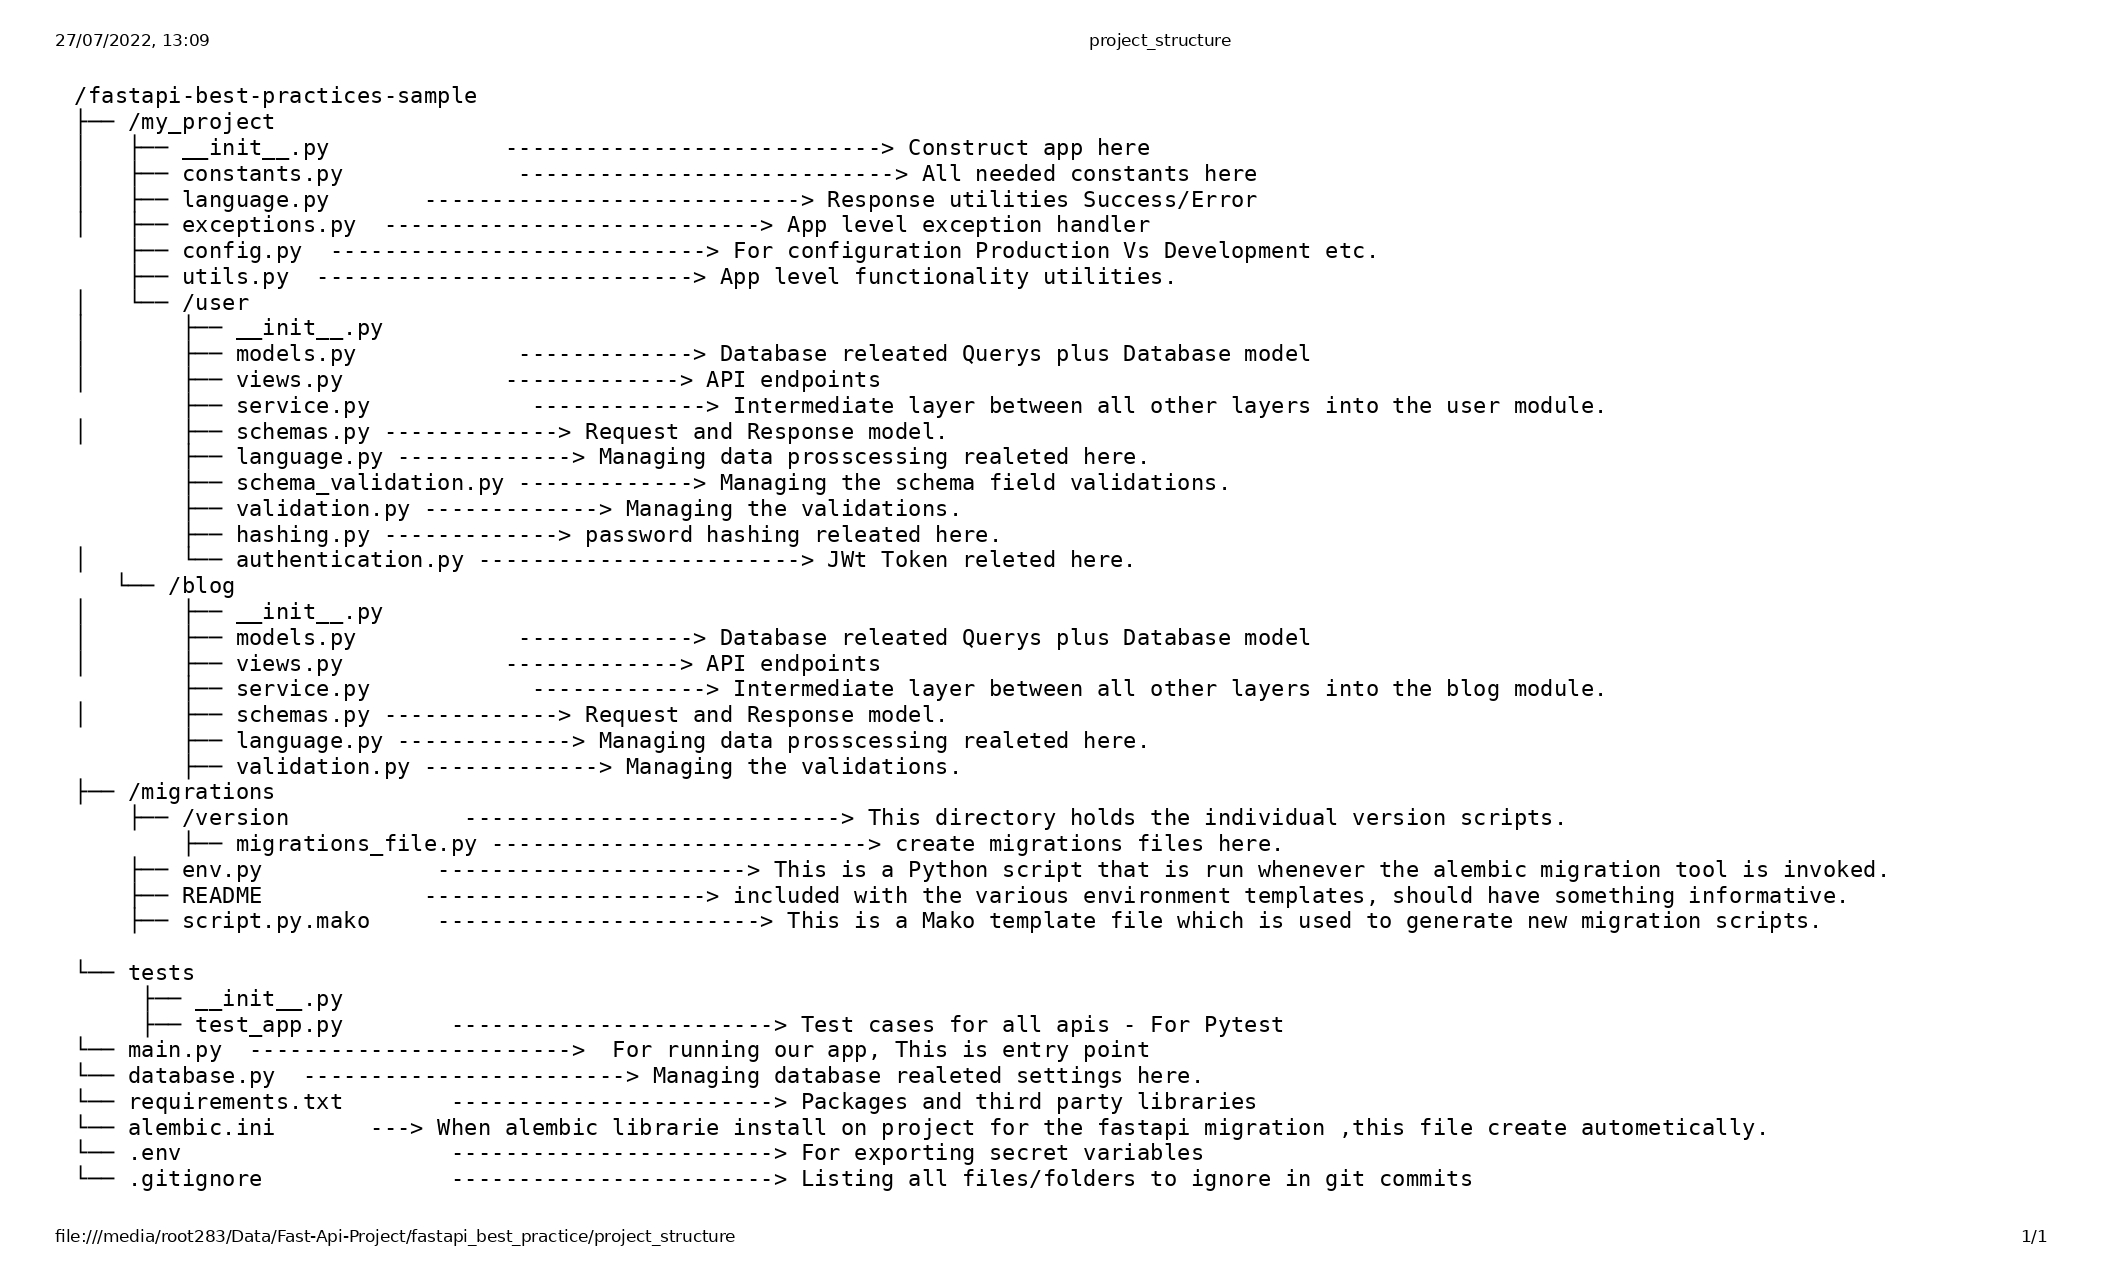 27/07/2022, 13:09 project_structure
/fastapi-best-practices-sample
├── /my_project
│   ├── __init__.py             ----------------------------> Construct app here
│   ├── constants.py             ----------------------------> All needed constants here
│   ├── language.py       ----------------------------> Response utilities Success/Error
│   ├── exceptions.py  ----------------------------> App level exception handler
    ├── config.py  ----------------------------> For configuration Production Vs Development etc.
    ├── utils.py  ----------------------------> App level functionality utilities.
│   └── /user
│       ├── __init__.py
│       ├── models.py            -------------> Database releated Querys plus Database model
│       ├── views.py            -------------> API endpoints
        ├── service.py            -------------> Intermediate layer between all other layers into the user module.
│       ├── schemas.py -------------> Request and Response model.
        ├── language.py -------------> Managing data prosscessing realeted here.
        ├── schema_validation.py -------------> Managing the schema field validations.
        ├── validation.py -------------> Managing the validations.
        ├── hashing.py -------------> password hashing releated here.
│       └── authentication.py ------------------------> JWt Token releted here.
   └── /blog
│       ├── __init__.py
│       ├── models.py            -------------> Database releated Querys plus Database model
│       ├── views.py            -------------> API endpoints
        ├── service.py            -------------> Intermediate layer between all other layers into the blog module.
│       ├── schemas.py -------------> Request and Response model.
        ├── language.py -------------> Managing data prosscessing realeted here.
        ├── validation.py -------------> Managing the validations.
├── /migrations
    ├── /version             ----------------------------> This directory holds the individual version scripts.
        ├── migrations_file.py ----------------------------> create migrations files here.
    ├── env.py             -----------------------> This is a Python script that is run whenever the alembic migration tool is invoked.
    ├── README            ---------------------> included with the various environment templates, should have something informative.
    ├── script.py.mako     ------------------------> This is a Mako template file which is used to generate new migration scripts.
└── tests
     ├── __init__.py
     ├── test_app.py        ------------------------> Test cases for all apis - For Pytest
└── main.py  ------------------------>  For running our app, This is entry point
└── database.py  ------------------------> Managing database realeted settings here.
└── requirements.txt        ------------------------> Packages and third party libraries
└── alembic.ini       ---> When alembic librarie install on project for the fastapi migration ,this file create autometically.
└── .env                    ------------------------> For exporting secret variables
└── .gitignore              ------------------------> Listing all files/folders to ignore in git commits
file:///media/root283/Data/Fast-Api-Project/fastapi_best_practice/project_structure 1/1